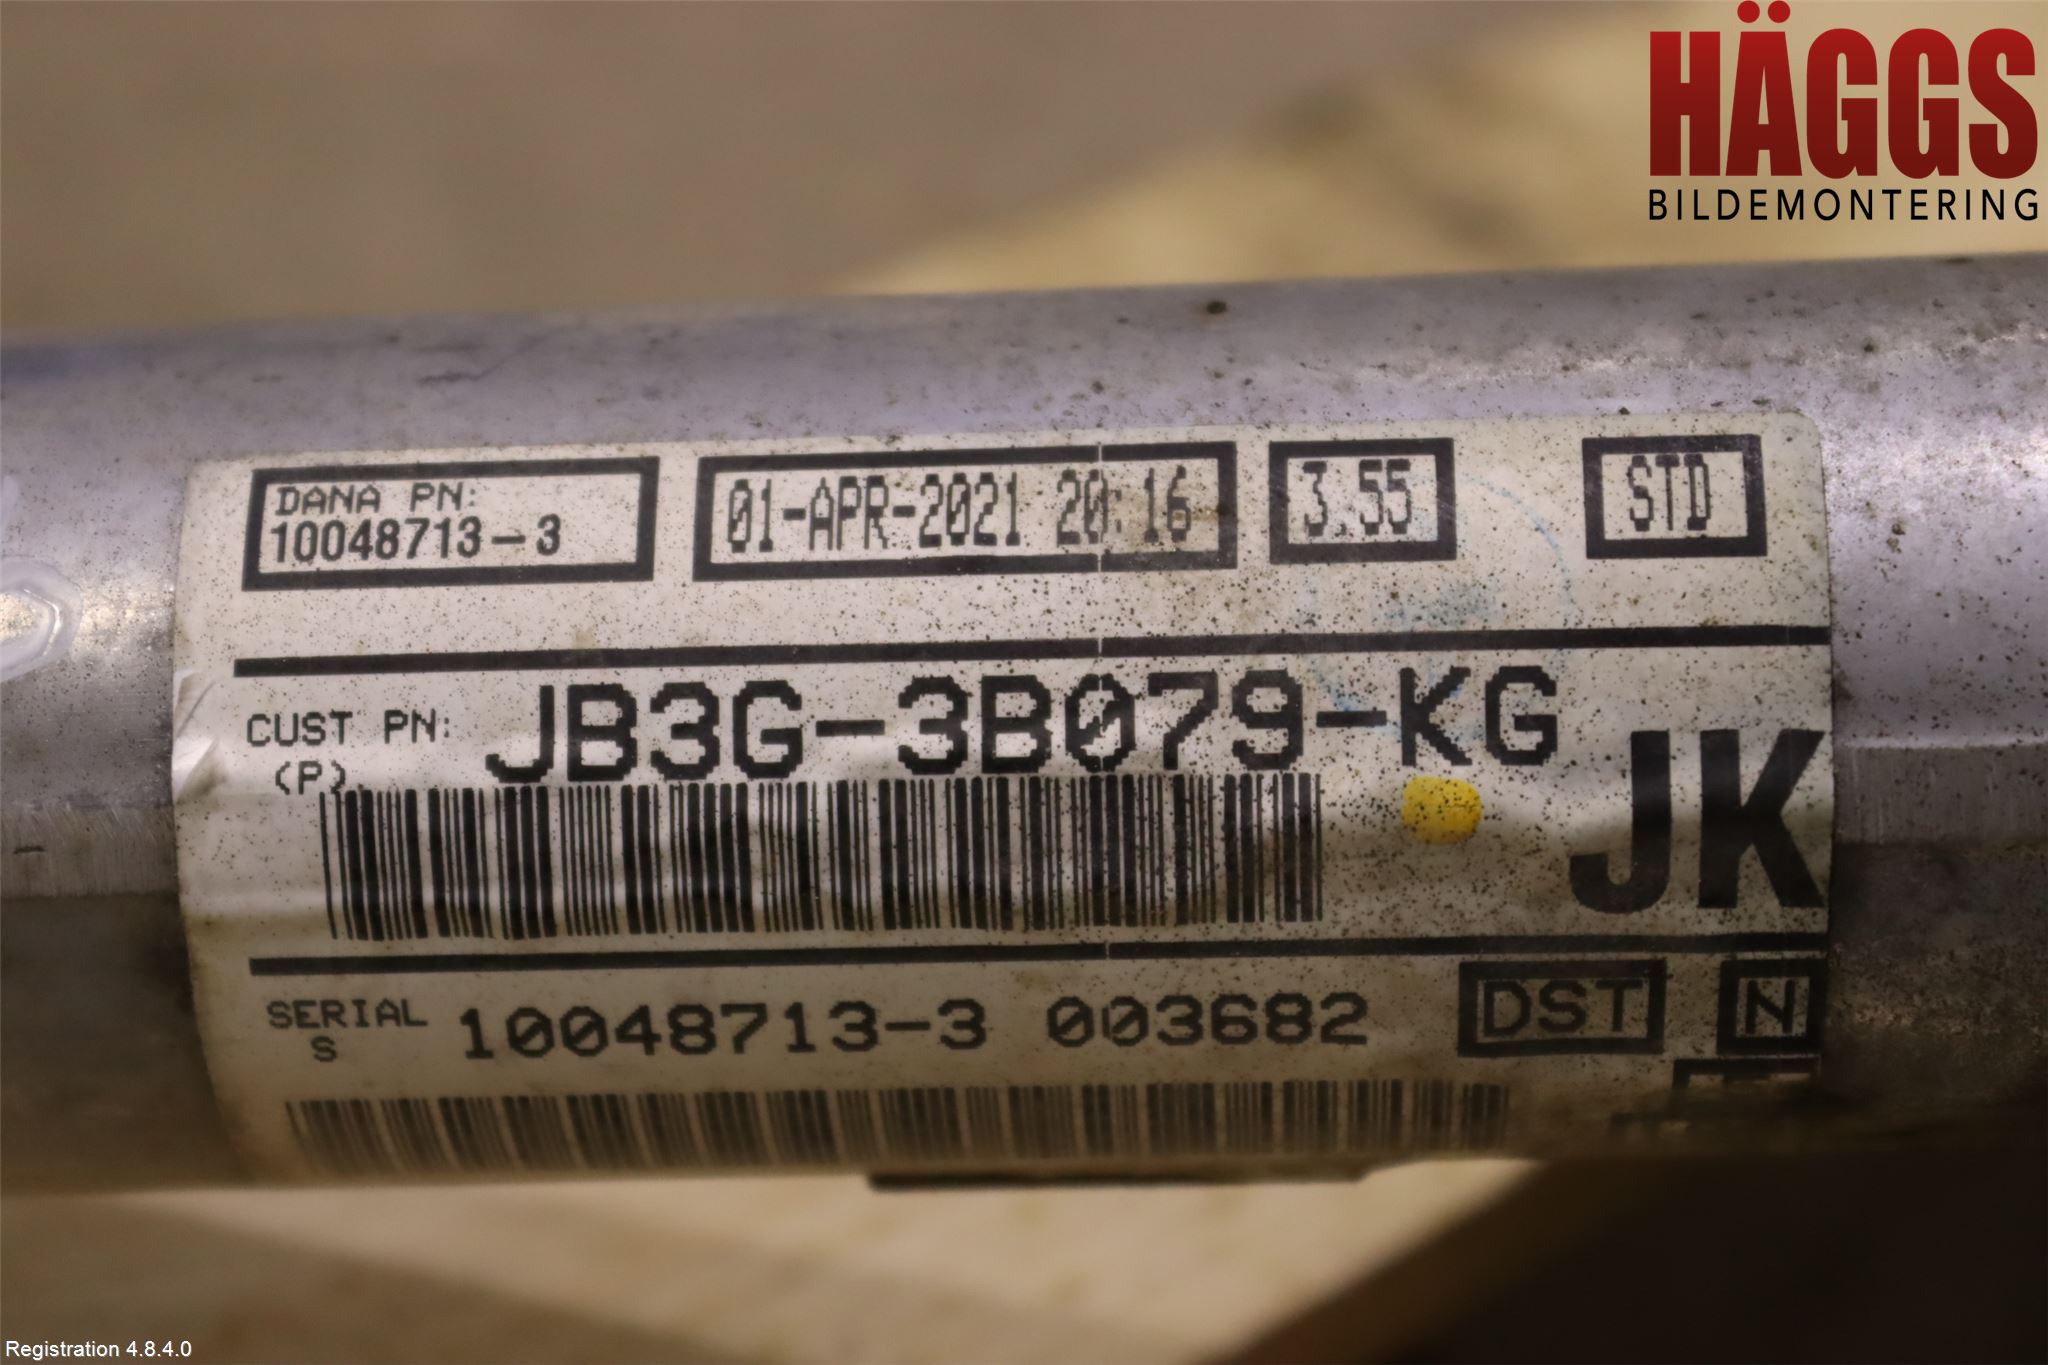 HÄGGS
BILDEMONTERING
DANA PN:
10048713-3
01-APR-2021 20:16
3.55
STD
CUST PN:
(P)
JB3G-3B079-KG
JK
SERIAL
S
10048713-3 003682
DST
N
Registration 4.8.4.0